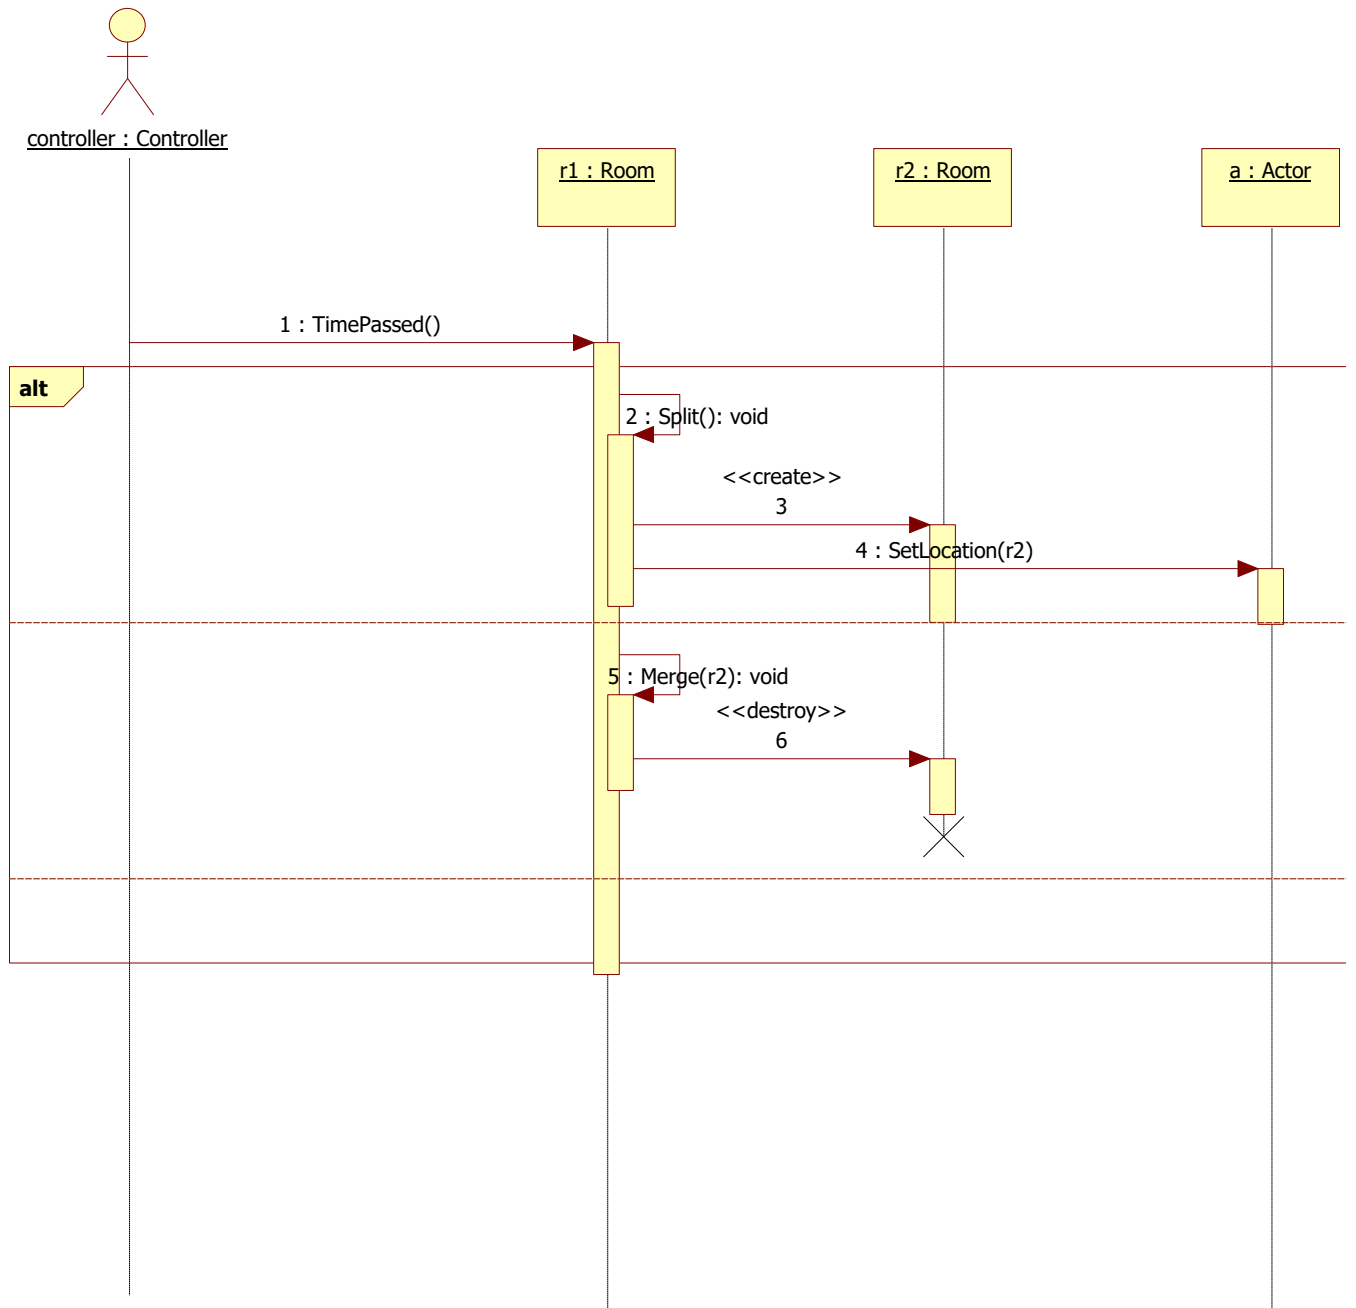 controller : Controller
r1 : Room
r2 : Room
a : Actor
1 : TimePassed()
alt
2 : Split(): void
<<create>>
3
4 : SetLocation(r2)
5 : Merge(r2): void
<<destroy>>
6